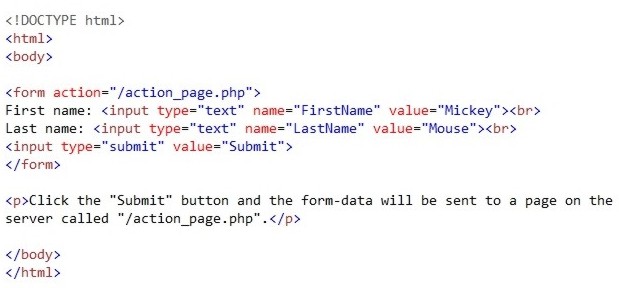 <!DOCTYPE html>
<html>
<body>
<form action="/action_page.php">
First name: <input type="text" name="FirstName" value="Mickey"><br>
Last name: <input type="text" name="LastName" value="Mouse"><br>
<input type="submit" value="Submit">
</form>
<p>Click the "Submit" button and the form-data will be sent to a page on the
server called "/action_page.php".</p>
</body>
</html>